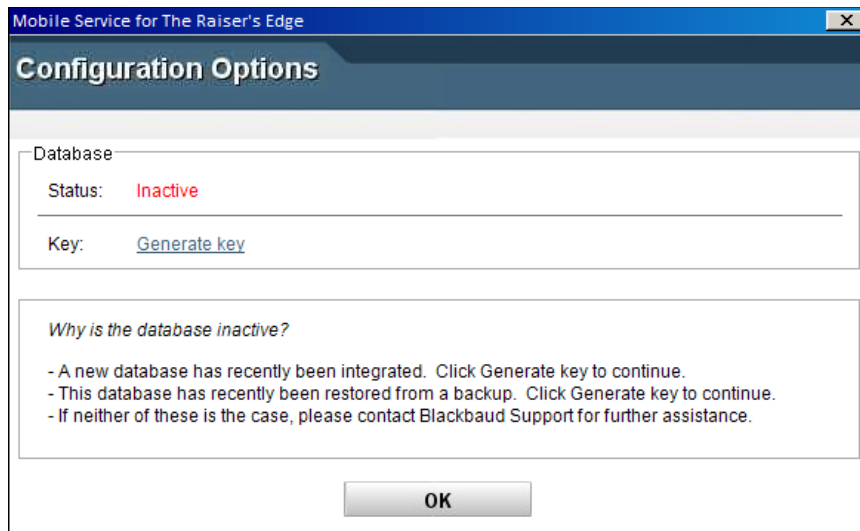 Mobile Service for The Raiser's Edge
Configuration Options
Database
Status: Inactive
Key: Generate key
Why is the database inactive?
- A new database has recently been integrated. Click Generate key to continue.
- This database has recently been restored from a backup. Click Generate key to continue.
- If neither of these is the case, please contact Blackbaud Support for further assistance.
OK